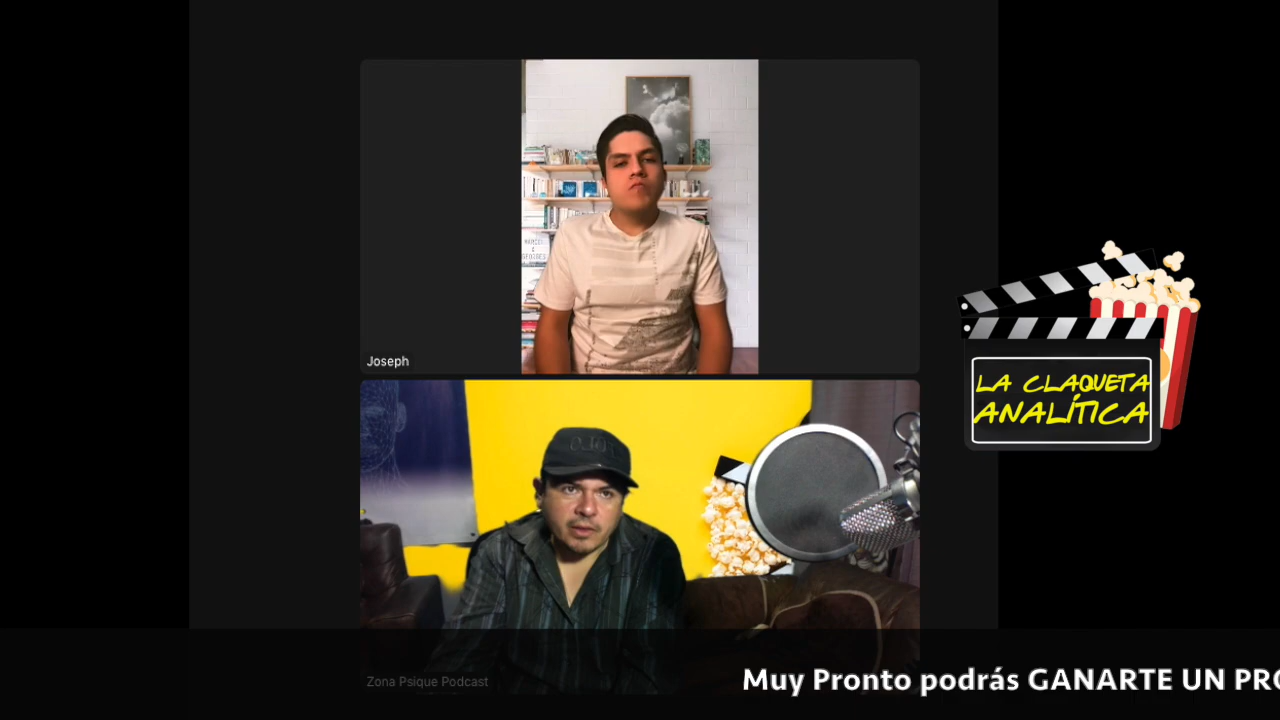 Joseph
LA CLAQUETA
ANALÍTICA
Zona Psique Podcast
Muy Pronto podrás GANARTE UN PRO